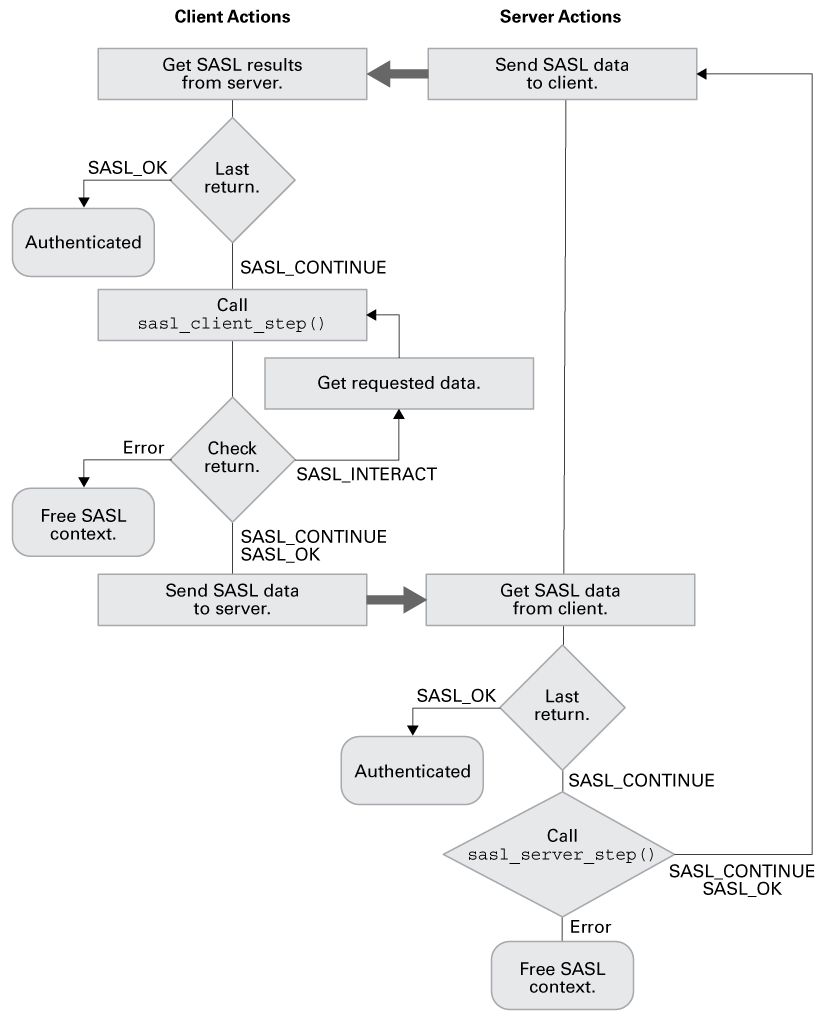 Client Actions
Server Actions
Get SASL results
from server.
Send SASL data
to client.
SASL_OK
Last
return.
Authenticated
SASL_CONTINUE
Call
sasl_client_step()
Get requested data.
Error
Check
return.
SASL_INTERACT
Free SASL
context.
SASL_CONTINUE
SASL_OK
Send SASL data
to server.
Get SASL data
from client.
SASL_OK
Last
return.
Authenticated
SASL_CONTINUE
Call
sasl_server_step()
SASL_CONTINUE
SASL_OK
Error
Free SASL
context.